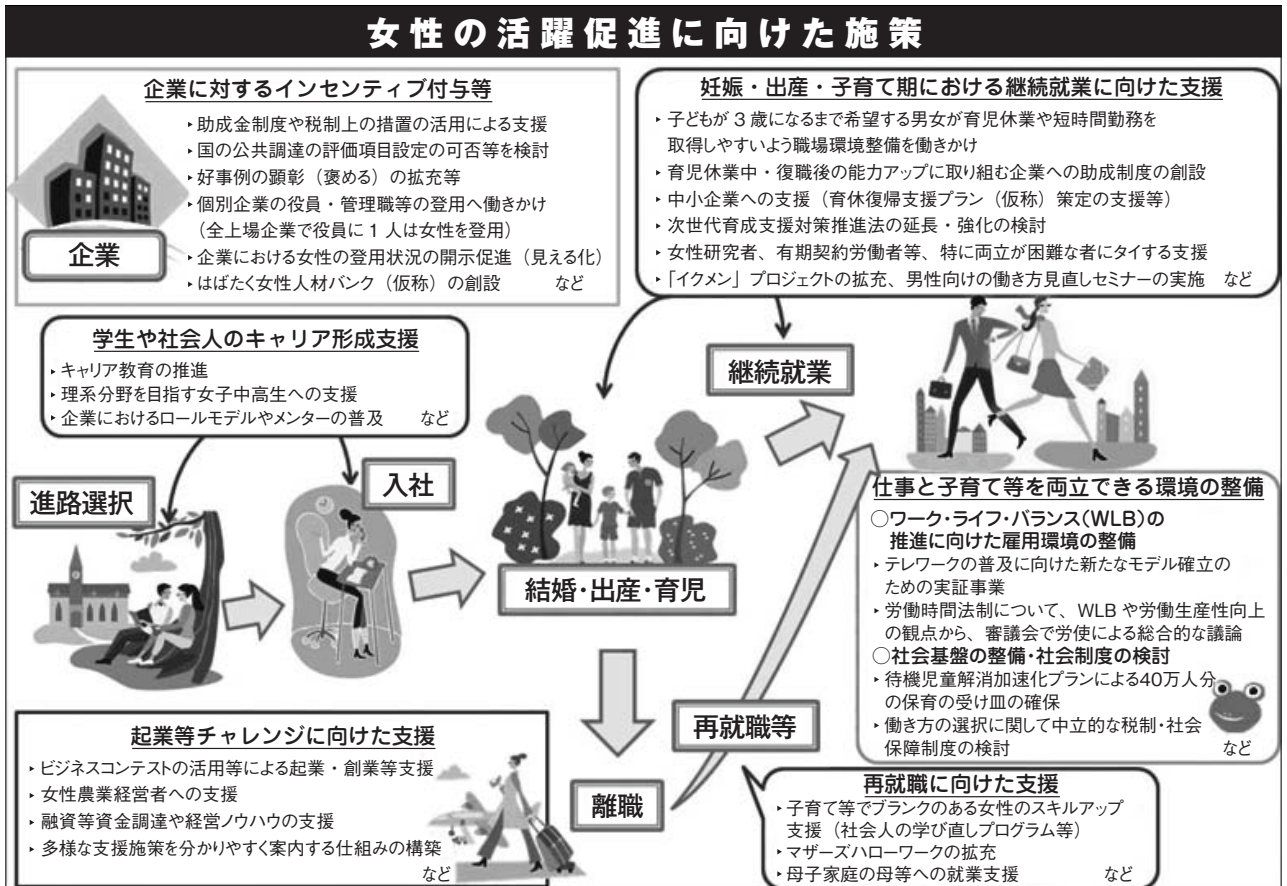 女性の活躍促進に向けた施策
企業に対するインセンティブ付与等
‣ 助成金制度や税制上の措置の活用による支援
‣ 国の公共調達の評価項目設定の可否等を検討
‣ 好事例の顕彰（褒める）の拡充等
‣ 個別企業の役員・管理職等の登用へ働きかけ
（全上場企業で役員に1人は女性を登用）
‣ 企業における女性の登用状況の開示促進（見える化）
‣ はばたく女性人材バンク（仮称）の創設 など
企業
妊娠・出産・子育て期における継続就業に向けた支援
‣ 子どもが3歳になるまで希望する男女が育児休業や短時間勤務を
取得しやすいよう職場環境整備を働きかけ
‣ 育児休業中・復職後の能力アップに取り組む企業への助成制度の創設
‣ 中小企業への支援（育休復帰支援プラン（仮称）策定の支援等）
‣ 次世代育成支援対策推進法の延長・強化の検討
‣ 女性研究者、有期契約労働者等、特に両立が困難な者にタイする支援
‣ 「イクメン」プロジェクトの拡充、男性向けの働き方見直しセミナーの実施 など
学生や社会人のキャリア形成支援
‣ キャリア教育の推進
‣ 理系分野を目指す女子中高生への支援
‣ 企業におけるロールモデルやメンターの普及 など
進路選択
入社
結婚・出産・育児
継続就業
仕事と子育て等を両立できる環境の整備
○ワーク・ライフ・バランス（WLB）の
推進に向けた雇用環境の整備
‣ テレワークの普及に向けた新たなモデル確立の
ための実証事業
‣ 労働時間法制について、WLBや労働生産性向上
の観点から、審議会で労使による総合的な議論
○社会基盤の整備・社会制度の検討
‣ 待機児童解消加速化プランによる40万人分
の保育の受け皿の確保
‣ 働き方の選択に関して中立的な税制・社会
保障制度の検討 など
再就職等
離職
起業等チャレンジに向けた支援
‣ ビジネスコンテストの活用等による起業・創業等支援
‣ 女性農業経営者への支援
‣ 融資等資金調達や経営ノウハウの支援
‣ 多様な支援施策を分かりやすく案内する仕組みの構築
など
再就職に向けた支援
‣ 子育て等でブランクのある女性のスキルアップ
支援（社会人の学び直しプログラム等）
‣ マザーズハローワークの拡充
‣ 母子家庭の母等への就業支援 など